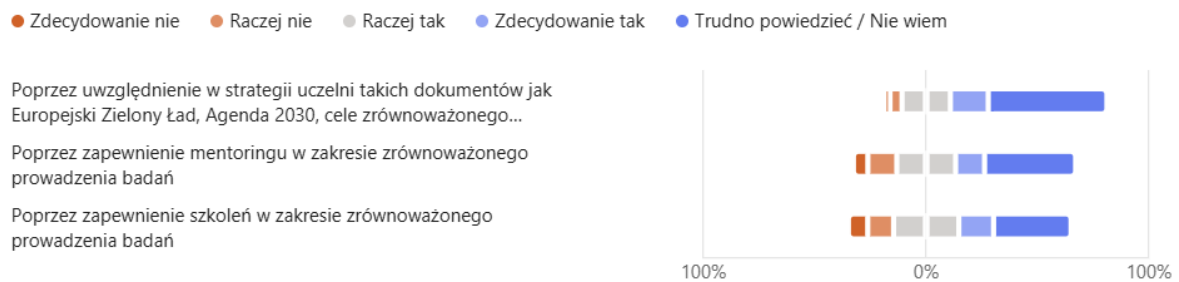 Zdecydowanie nie Raczej nie Raczej tak Zdecydowanie tak Trudno powiedzieć / Nie wiem
Poprzez uwzględnienie w strategii uczelni takich dokumentów jak
Europejski Zielony Ład, Agenda 2030, cele zrównoważonego...
Poprzez zapewnienie mentoringu w zakresie zrównoważonego
prowadzenia badań
Poprzez zapewnienie szkoleń w zakresie zrównoważonego
prowadzenia badań
100% 0% 100%